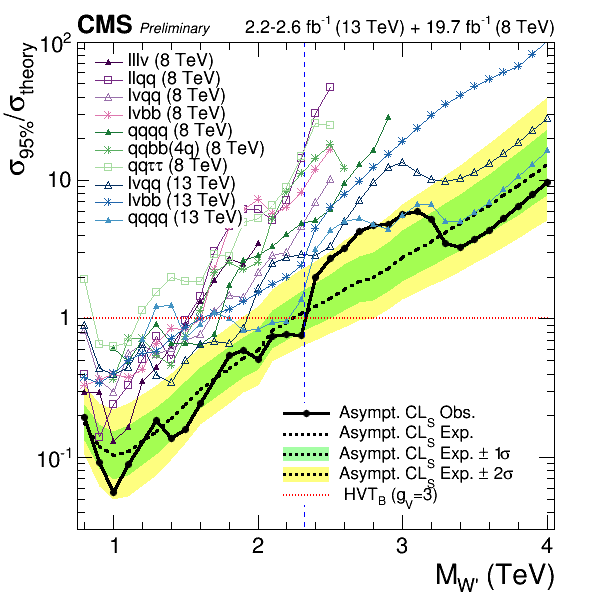 CMS Preliminary 2.2-2.6 fb⁻¹ (13 TeV) + 19.7 fb⁻¹ (8 TeV)
σ95%/σtheory
10²
10
1
10⁻¹
lllν (8 TeV)
llqq (8 TeV)
lνqq (8 TeV)
lνbb (8 TeV)
qqqq (8 TeV)
qqbb(4q) (8 TeV)
qqττ (8 TeV)
lνqq (13 TeV)
lνbb (13 TeV)
qqqq (13 TeV)
Asympt. CLS Obs.
Asympt. CLS Exp.
Asympt. CLS Exp. ± 1σ
Asympt. CLS Exp. ± 2σ
HVTB (gV=3)
1 2 3 4
MW' (TeV)